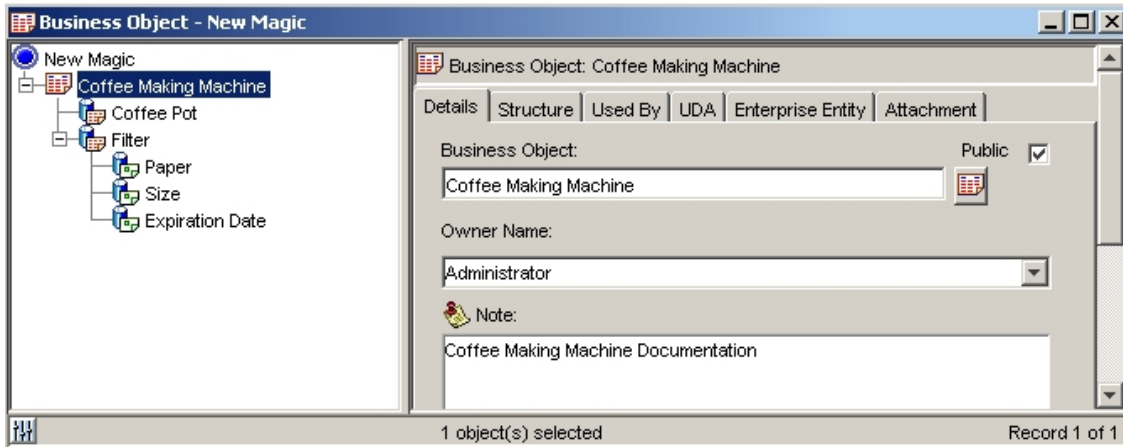 Business Object - New Magic
New Magic
Coffee Making Machine
Coffee Pot
Filter
Paper
Size
Expiration Date
Business Object: Coffee Making Machine
Details Structure Used By UDA Enterprise Entity Attachment
Business Object: Public
Coffee Making Machine
Owner Name:
Administrator
Note:
Coffee Making Machine Documentation
1 object(s) selected Record 1 of 1